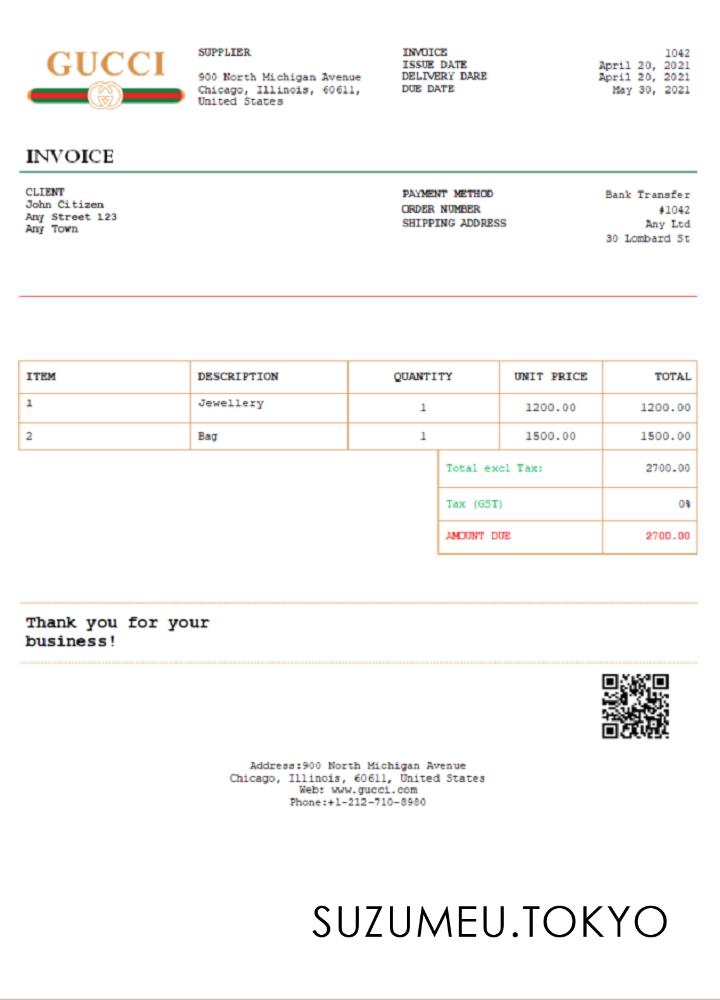 GUCCI
SUPPLIER
900 North Michigan Avenue
Chicago, Illinois, 60611,
United States
INVOICE 1042
ISSUE DATE April 20, 2021
DELIVERY DARE April 20, 2021
DUE DATE May 30, 2021
INVOICE
CLIENT
John Citizen
Any Street 123
Any Town
PAYMENT METHOD Bank Transfer
ORDER NUMBER #1042
SHIPPING ADDRESS Any Ltd
30 Lombard St
ITEM DESCRIPTION QUANTITY UNIT PRICE TOTAL
1 Jewellery 1 1200.00 1200.00
2 Bag 1 1500.00 1500.00
Total excl Tax: 2700.00
Tax (GST) 0%
AMOUNT DUE 2700.00
Thank you for your
business!
Address:900 North Michigan Avenue
Chicago, Illinois, 60611, United States
Web: www.gucci.com
Phone:+1-212-710-8980
SUZUMEU.TOKYO